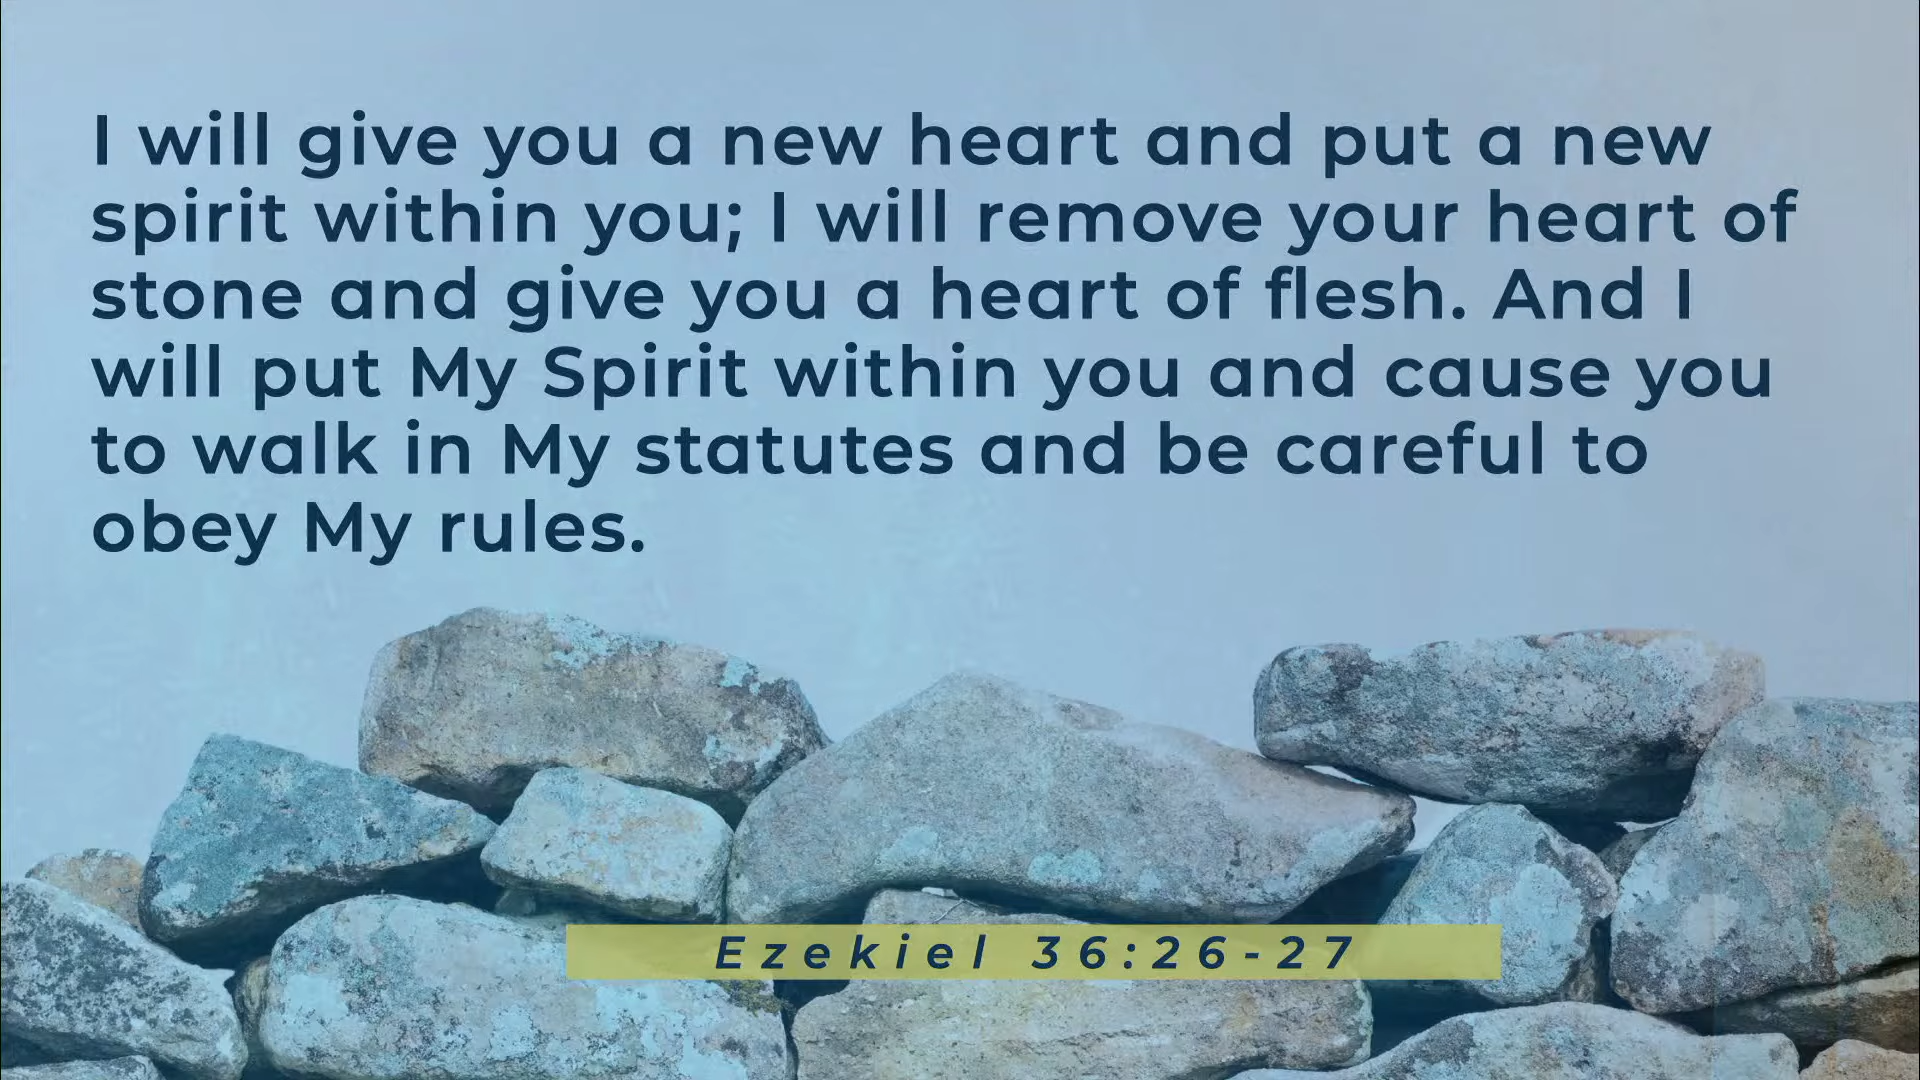 I will give you a new heart and put a new
spirit within you; I will remove your heart of
stone and give you a heart of flesh. And I
will put My Spirit within you and cause you
to walk in My statutes and be careful to
obey My rules.
Ezekiel 36:26-27